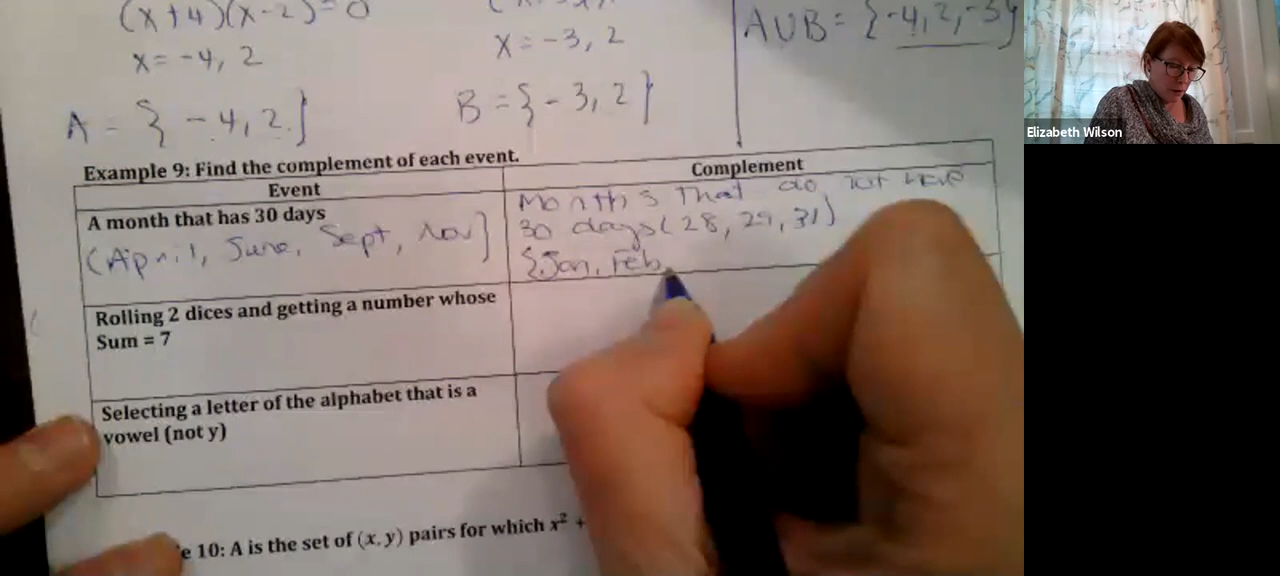 (x+4)(x-2)=0
x = -4, 2
x = -3, 2
A = {-4, 2}
B = {-3, 2}
AUB = {-4, 2, -3}
Elizabeth Wilson
Example 9: Find the complement of each event.
Event
Complement
A month that has 30 days
(April, June, Sept, Nov}
Months that do not have
30 days (28, 29, 31)
{Jan, Feb,
Rolling 2 dices and getting a number whose
Sum = 7
Selecting a letter of the alphabet that is a
vowel (not y)
e 10: A is the set of (x, y) pairs for which x² +